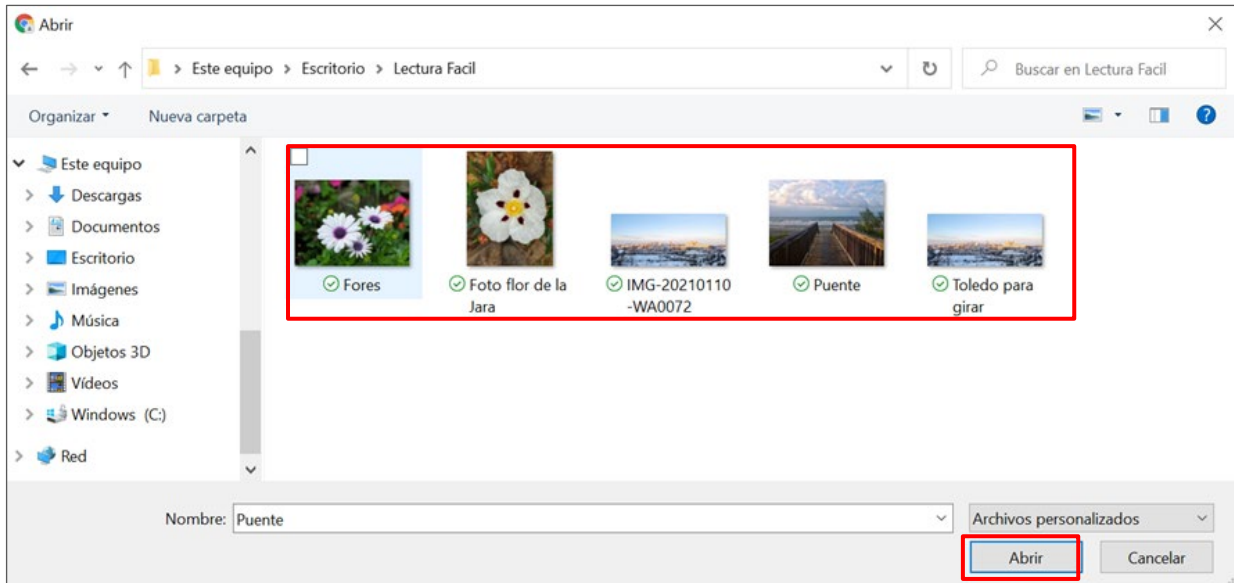 Abrir
Este equipo > Escritorio > Lectura Facil
Buscar en Lectura Facil
Organizar
Nueva carpeta
Este equipo
Descargas
Documentos
Escritorio
Imágenes
Música
Objetos 3D
Vídeos
Windows (C:)
Red
Fores
Foto flor de la
Jara
IMG-20210110
-WA0072
Puente
Toledo para
girar
Nombre: Puente
Archivos personalizados
Abrir
Cancelar